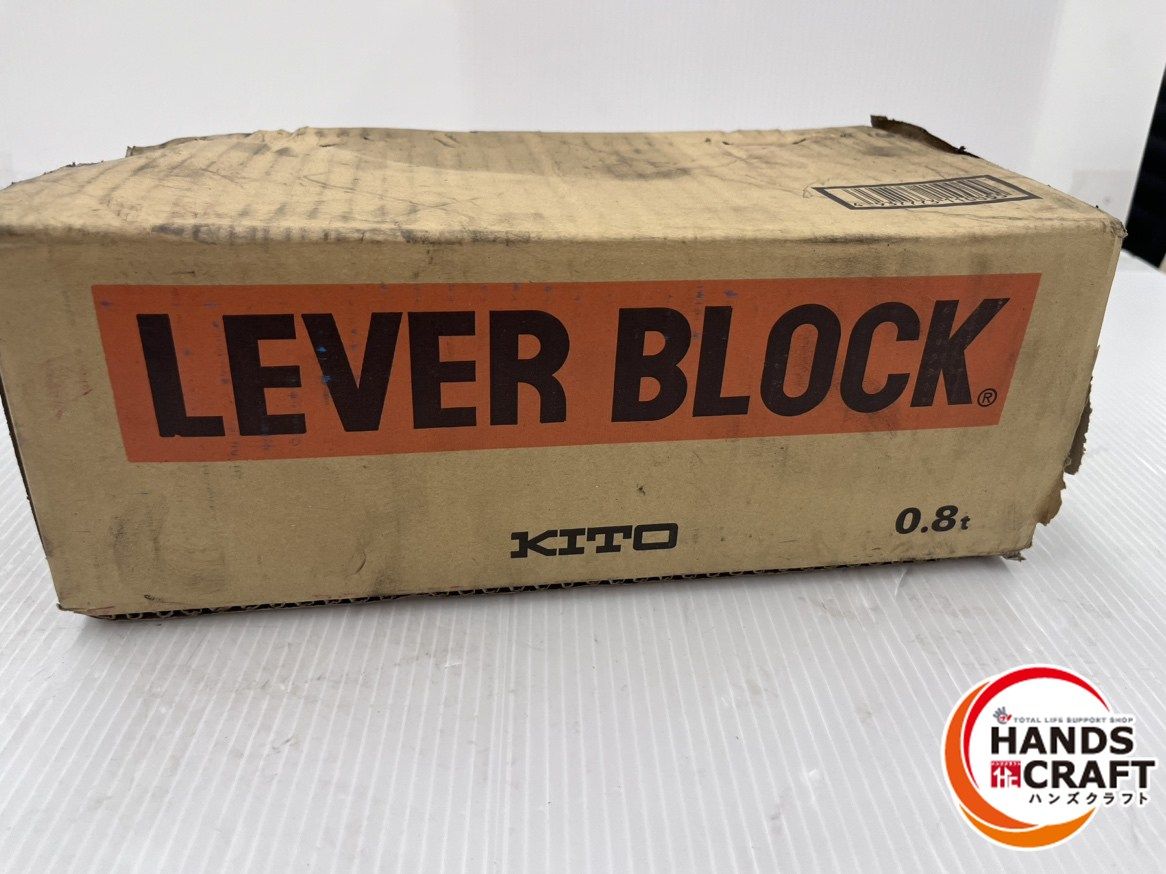 LEVER BLOCK®
KITO
0.8t
TOTAL LIFE SUPPORT SHOP
HANDS
CRAFT
ハンズクラフト